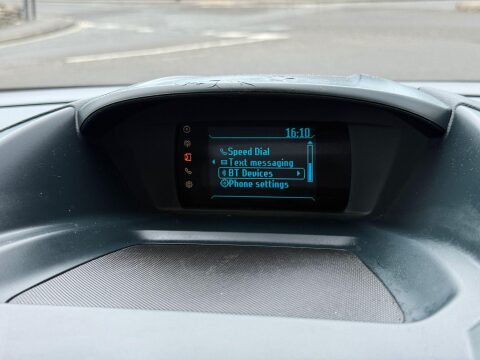 16:10
Speed Dial
Text messaging
BT Devices
Phone settings